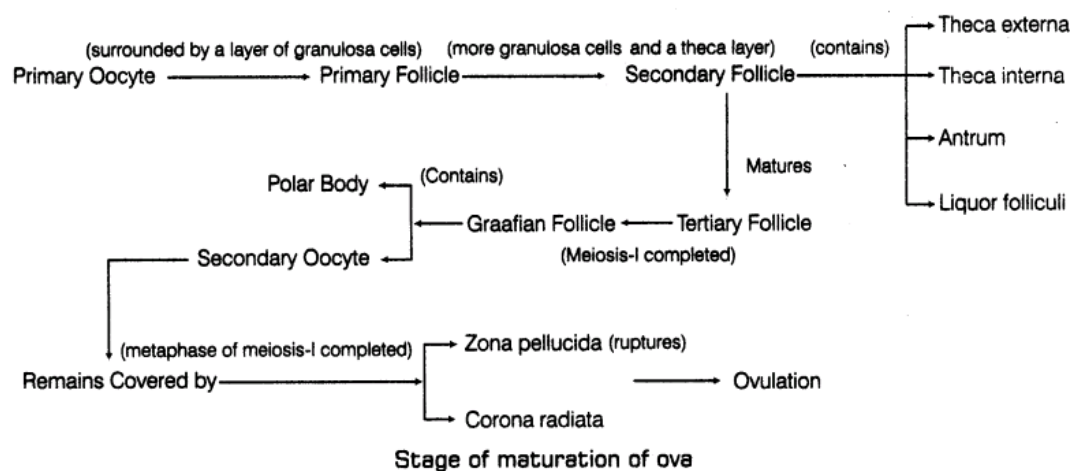 Theca externa
(surrounded by a layer of granulosa cells) (more granulosa cells and a theca layer) (contains)
Primary Oocyte Primary Follicle Secondary Follicle Theca interna
Antrum
Matures
Liquor folliculi
Polar Body (Contains)
Graafian Follicle Tertiary Follicle
(Meiosis-I completed)
Secondary Oocyte
Zona pellucida (ruptures)
(metaphase of meiosis-I completed)
Remains Covered by Ovulation
Corona radiata
Stage of maturation of ova